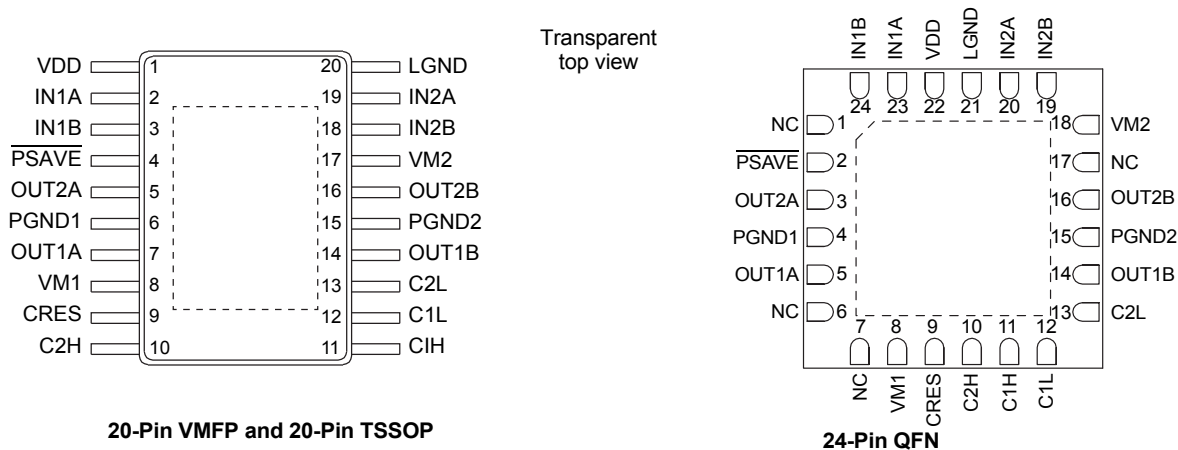 Transparent
top view
VDD 1 20 LGND
IN1A 2 19 IN2A
IN1B 3 18 IN2B
PSAVE 4 17 VM2
OUT2A 5 16 OUT2B
PGND1 6 15 PGND2
OUT1A 7 14 OUT1B
VM1 8 13 C2L
CRES 9 12 C1L
C2H 10 11 CIH
20-Pin VMFP and 20-Pin TSSOP
IN1B IN1A VDD LGND IN2A IN2B
24 23 22 21 20 19
NC 1 18 VM2
PSAVE 2 17 NC
OUT2A 3 16 OUT2B
PGND1 4 15 PGND2
OUT1A 5 14 OUT1B
NC 6 13 C2L
7 8 9 10 11 12
NC VM1 CRES C2H C1H C1L
24-Pin QFN